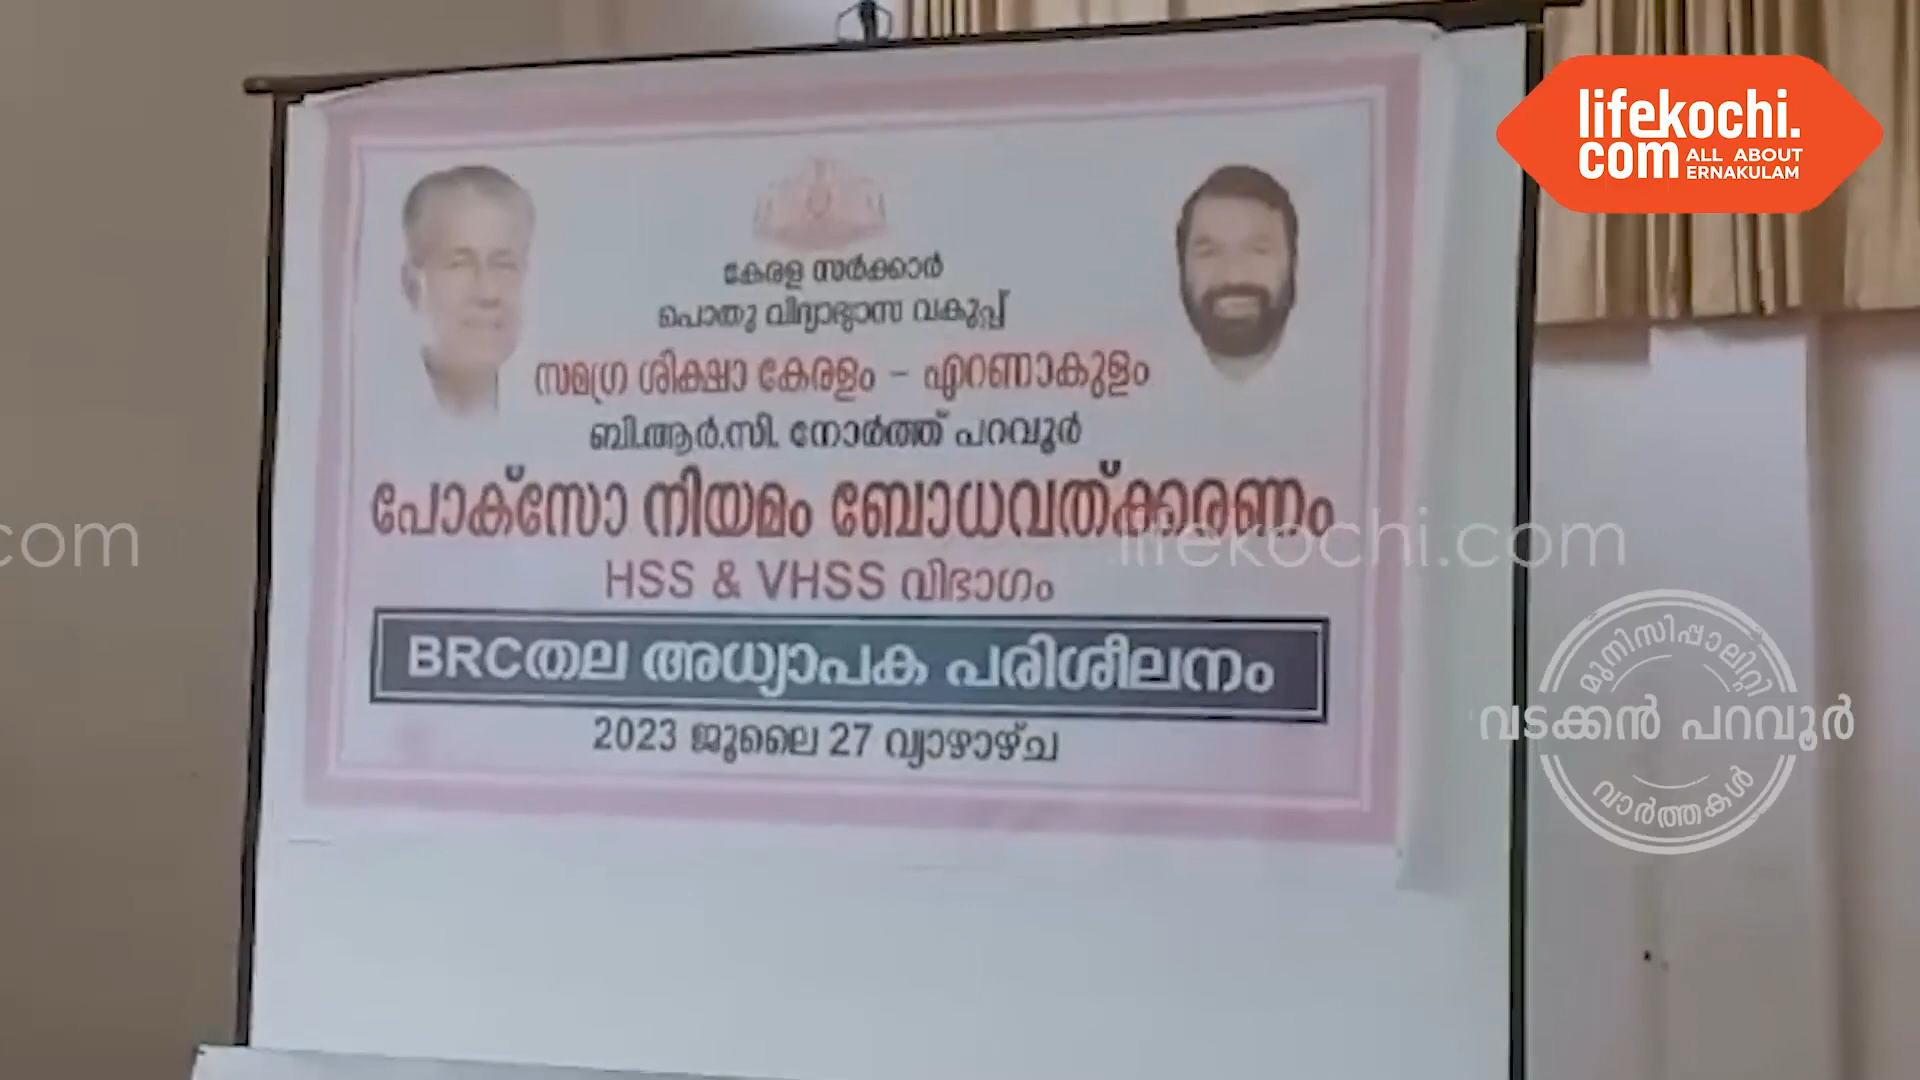 lifekochi.
com ALL ABOUT
ERNAKULAM
കേരള സർക്കാർ
പൊതു വിദ്യാഭ്യാസ വകുപ്പ്
സമഗ്ര ശിക്ഷാ കേരളം - എറണാകുളം
ബി.ആർ.സി. നോർത്ത് പറവൂർ
പോക്സോ നിയമം ബോധവത്ക്കരണം
HSS & VHSS വിഭാഗം
BRCതല അധ്യാപക പരിശീലനം
2023 ജൂലൈ 27 വ്യാഴാഴ്ച
.com
lifekochi.com
മുനിസിപ്പാലിറ്റി
വടക്കൻ പറവൂർ
വാർത്തകൾ